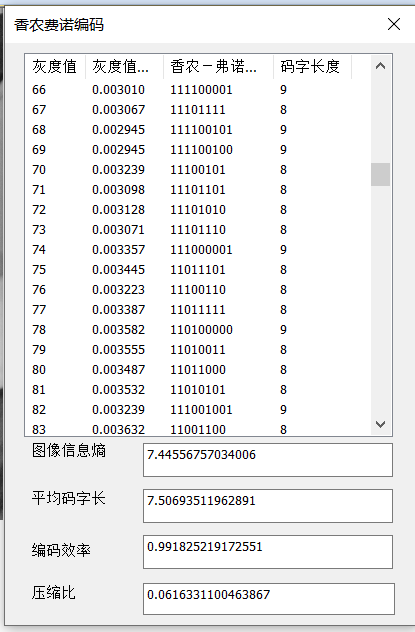 香农费诺编码
灰度值 灰度值... 香农－弗诺... 码字长度
66 0.003010 111100001 9
67 0.003067 11101111 8
68 0.002945 111100101 9
69 0.002945 111100100 9
70 0.003239 11100101 8
71 0.003098 11101101 8
72 0.003128 11101010 8
73 0.003071 11101110 8
74 0.003357 111000001 9
75 0.003445 11011101 8
76 0.003223 11100110 8
77 0.003387 11011111 8
78 0.003582 110100000 9
79 0.003555 11010011 8
80 0.003487 11011000 8
81 0.003532 11010101 8
82 0.003239 111001001 9
83 0.003632 11001100 8
图像信息熵 7.44556757034006
平均码字长 7.50693511962891
编码效率 0.991825219172551
压缩比 0.0616331100463867